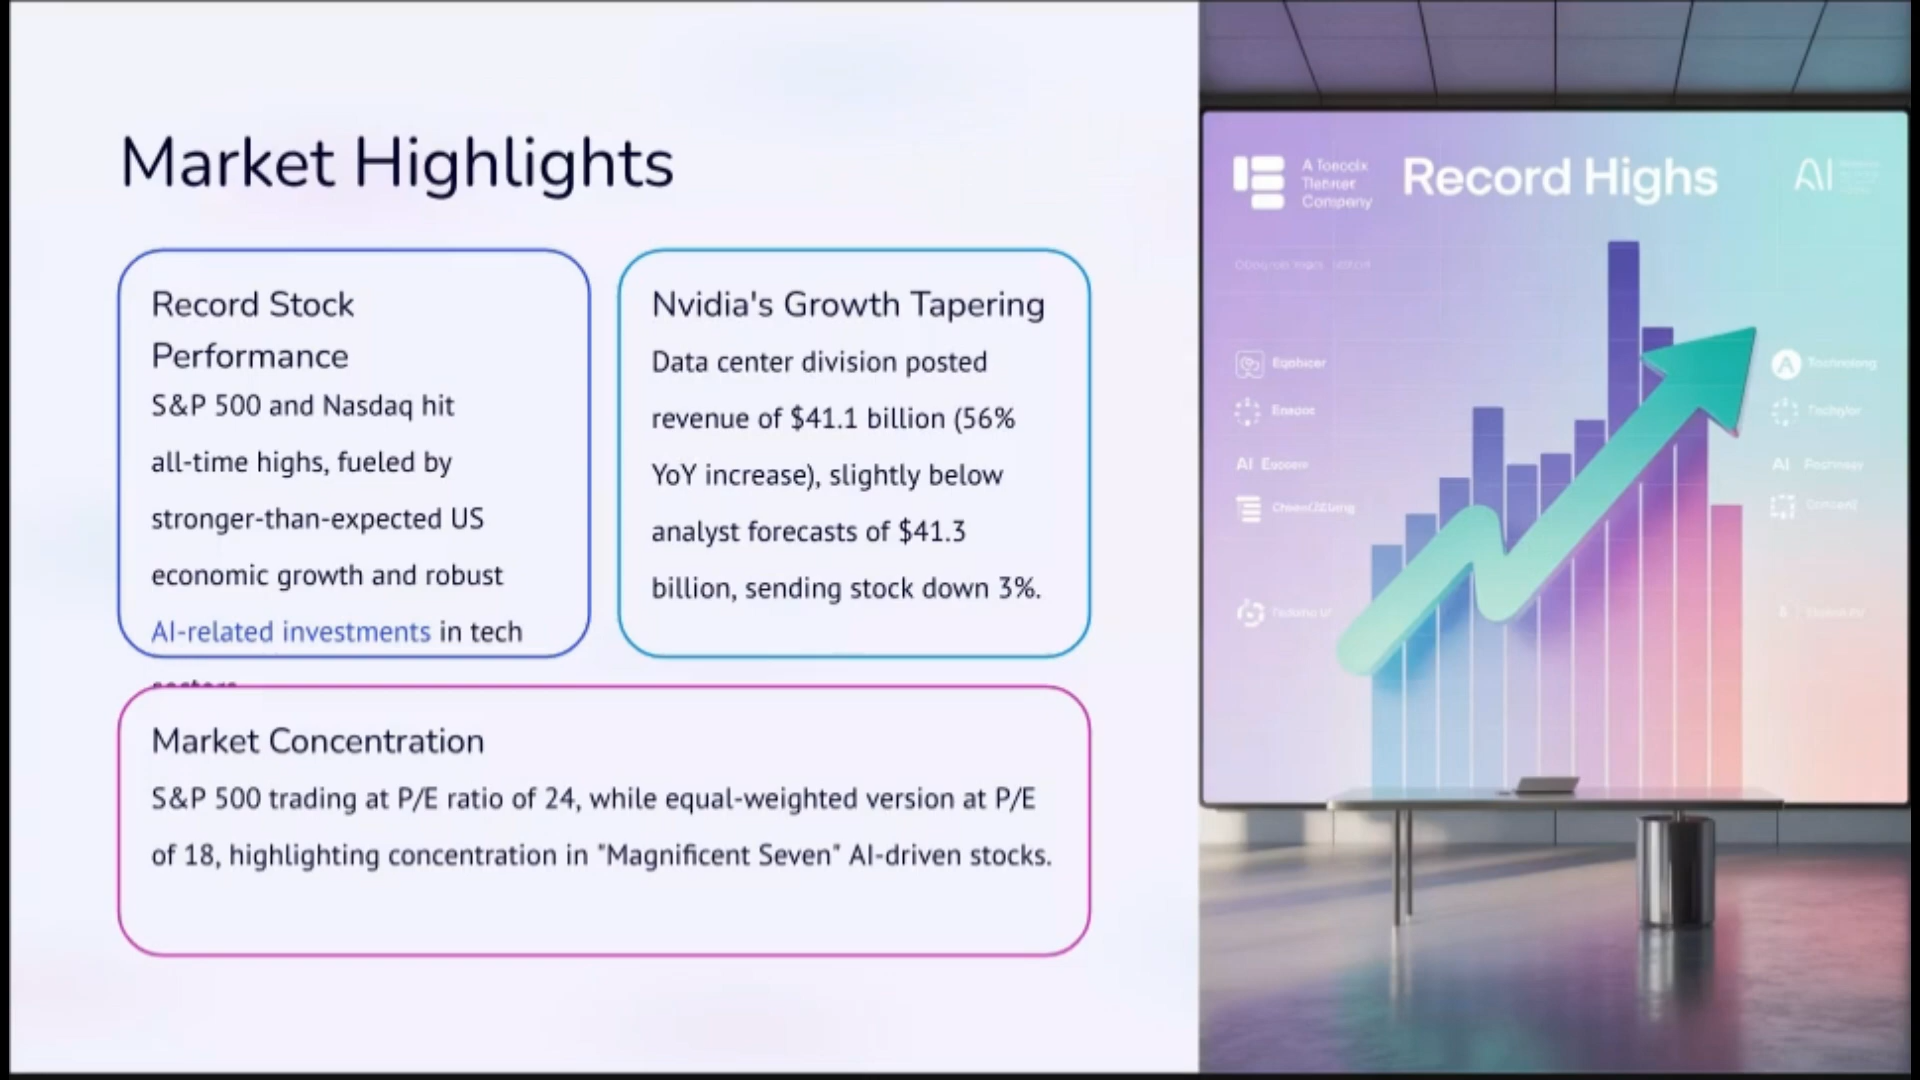 Market Highlights
Record Stock
Performance
S&P 500 and Nasdaq hit
all-time highs, fueled by
stronger-than-expected US
economic growth and robust
AI-related investments in tech
Nvidia's Growth Tapering
Data center division posted
revenue of $41.1 billion (56%
YoY increase), slightly below
analyst forecasts of $41.3
billion, sending stock down 3%.
Market Concentration
S&P 500 trading at P/E ratio of 24, while equal-weighted version at P/E
of 18, highlighting concentration in "Magnificent Seven" AI-driven stocks.
A
Company
Record Highs
AI
AI
AI